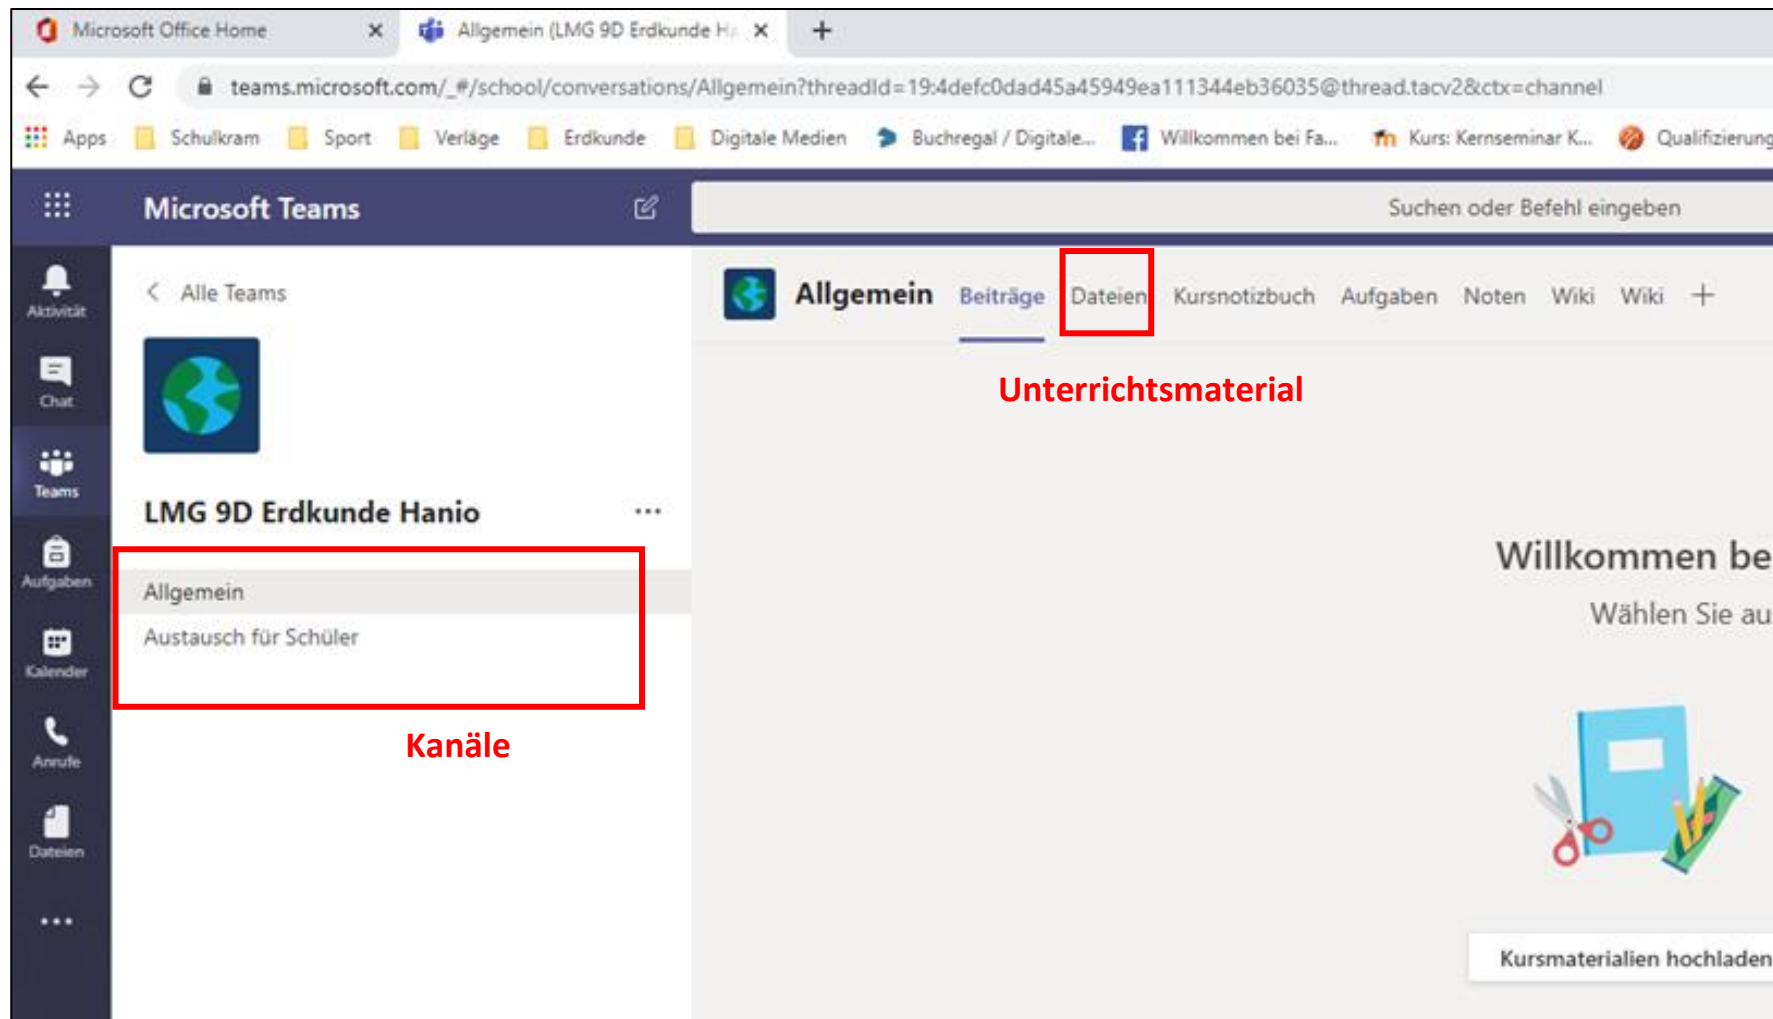 Microsoft Office Home
Allgemein (LMG 9D Erdkunde Ha
teams.microsoft.com/_#/school/conversations/Allgemein?threadId=19:4defc0dad45a45949ea111344eb36035@thread.tacv2&ctx=channel
Apps Schulkram Sport Verläge Erdkunde Digitale Medien Buchregal / Digitale... Willkommen bei Fa... Kurs: Kernseminar K... Qualifizierung
Microsoft Teams
Suchen oder Befehl eingeben
Aktivität
Chat
Teams
Aufgaben
Kalender
Anrufe
Dateien
Alle Teams
LMG 9D Erdkunde Hanio
Allgemein
Austausch für Schüler
Kanäle
Allgemein Beiträge Dateien Kursnotizbuch Aufgaben Noten Wiki Wiki
Unterrichtsmaterial
Willkommen be
Wählen Sie au
Kursmaterialien hochladen